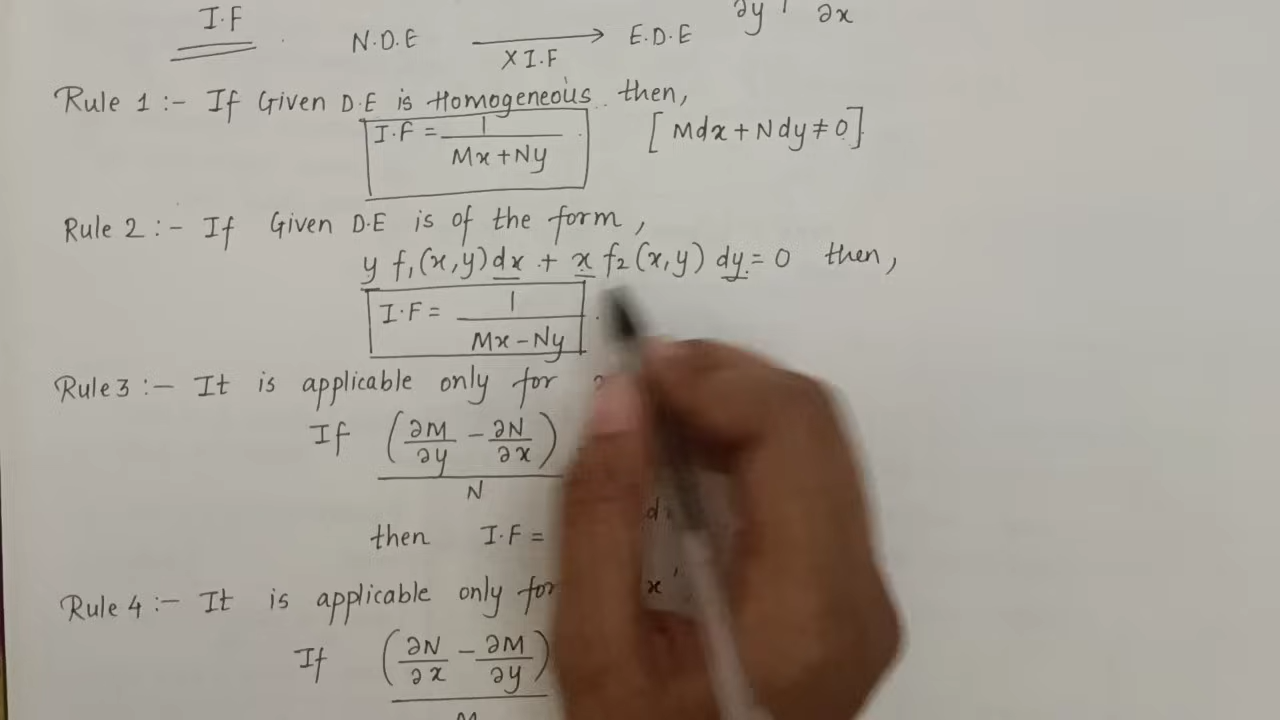 I.F
N.D.E → E.D.E ∂y ∂x
X I.F
Rule 1 :- If Given D.E is Homogeneous then,
I.F = 1/(Mx+Ny) [Mdx+Ndy≠0]
Rule 2 :- If Given D.E is of the form,
y f₁(x,y) dx + x f₂(x,y) dy = 0 then,
I.F = 1/(Mx-Ny)
Rule 3 :- It is applicable only for
If (∂M/∂y - ∂N/∂x)/N
then I.F =
Rule 4 :- It is applicable only for x'
If (∂N/∂x - ∂M/∂y)/M